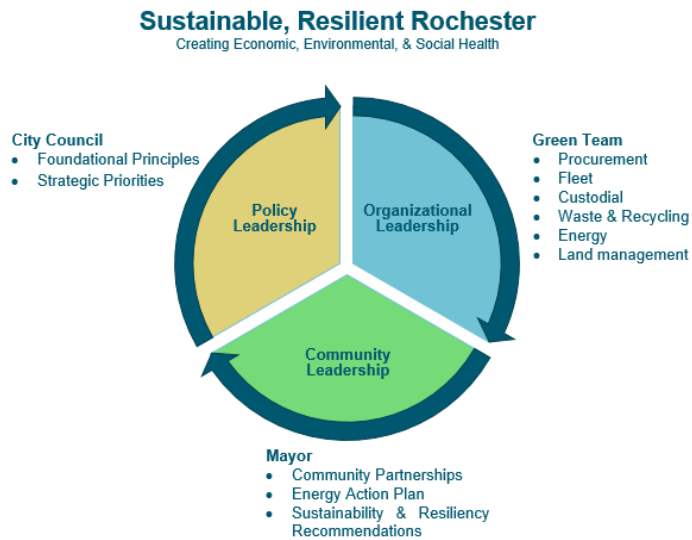 Sustainable, Resilient Rochester
Creating Economic, Environmental, & Social Health
City Council
• Foundational Principles
• Strategic Priorities
Policy
Leadership
Organizational
Leadership
Green Team
• Procurement
• Fleet
• Custodial
• Waste & Recycling
• Energy
• Land management
Community
Leadership
Mayor
• Community Partnerships
• Energy Action Plan
• Sustainability & Resiliency
Recommendations